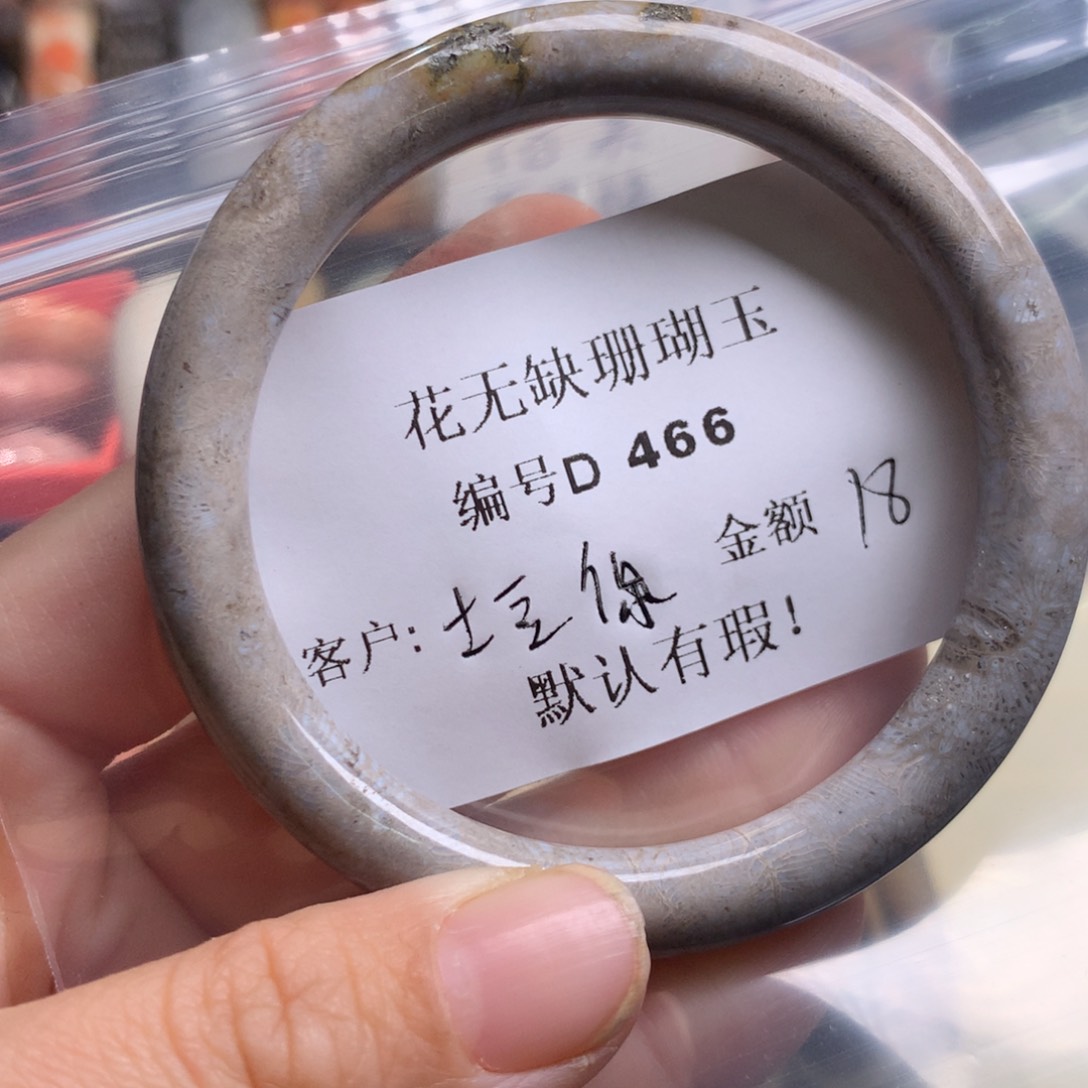 花无缺珊瑚玉
编号D 466
金额 18
客户:
默认有瑕!